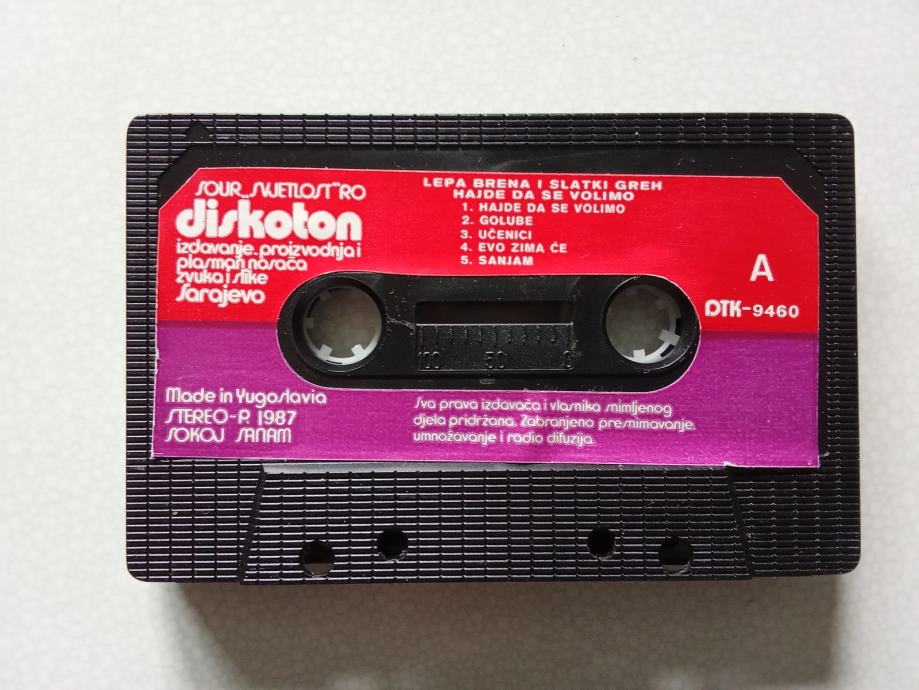 SOUR „SVJETLOST” RO
diskoton
izdavanje, proizvodnja i
plasman nosača
zvuka i slike
Sarajevo
LEPA BRENA I SLATKI GREH
HAJDE DA SE VOLIMO
1. HAJDE DA SE VOLIMO
2. GOLUBE
3. UČENICI
4. EVO ZIMA ĆE
5. SANJAM
A
DTK-9460
100 50 0
Made in Yugoslavia
STEREO-P. 1987
SOKOJ SANAM
Sva prava izdavača i vlasnika snimljenog
djela pridržana. Zabranjeno presnimavanje,
umnožavanje i radio difuzija.